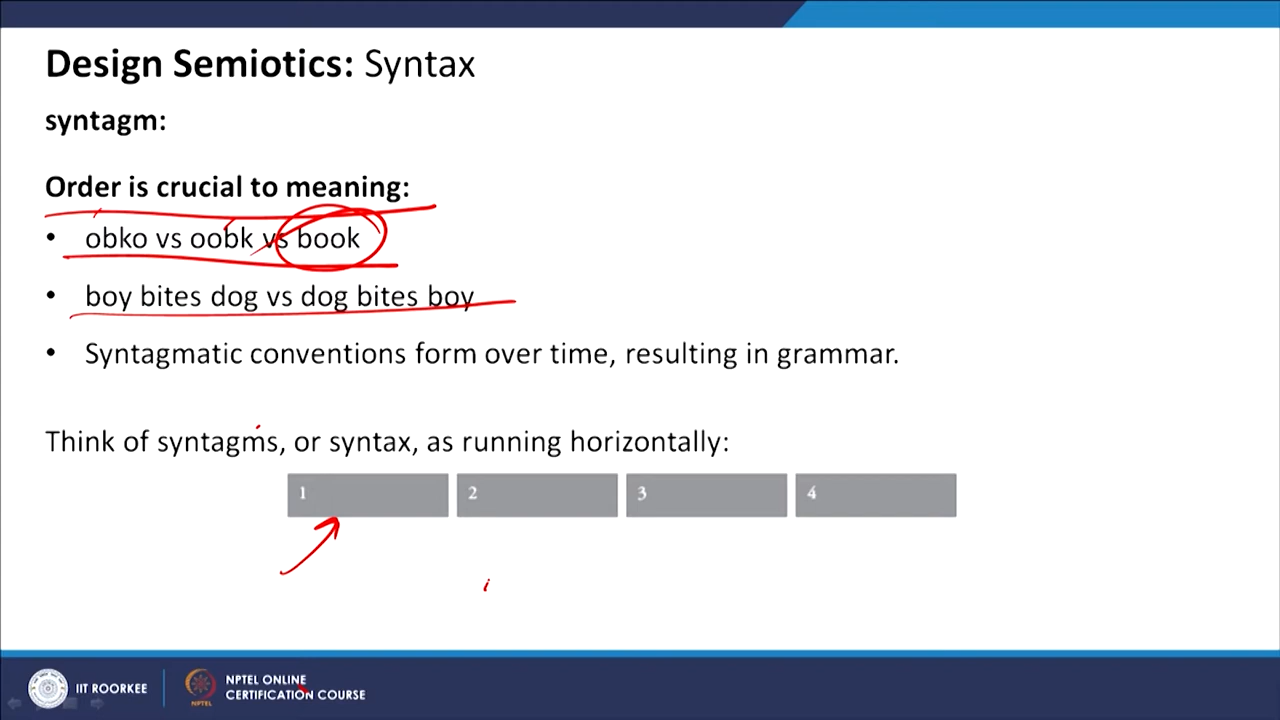 Design Semiotics: Syntax
syntagm:
Order is crucial to meaning:
• obko vs oobk vs book
• boy bites dog vs dog bites boy
• Syntagmatic conventions form over time, resulting in grammar.
Think of syntagms, or syntax, as running horizontally:
1 2 3 4
IIT ROORKEE
NPTEL
NPTEL ONLINE
CERTIFICATION COURSE